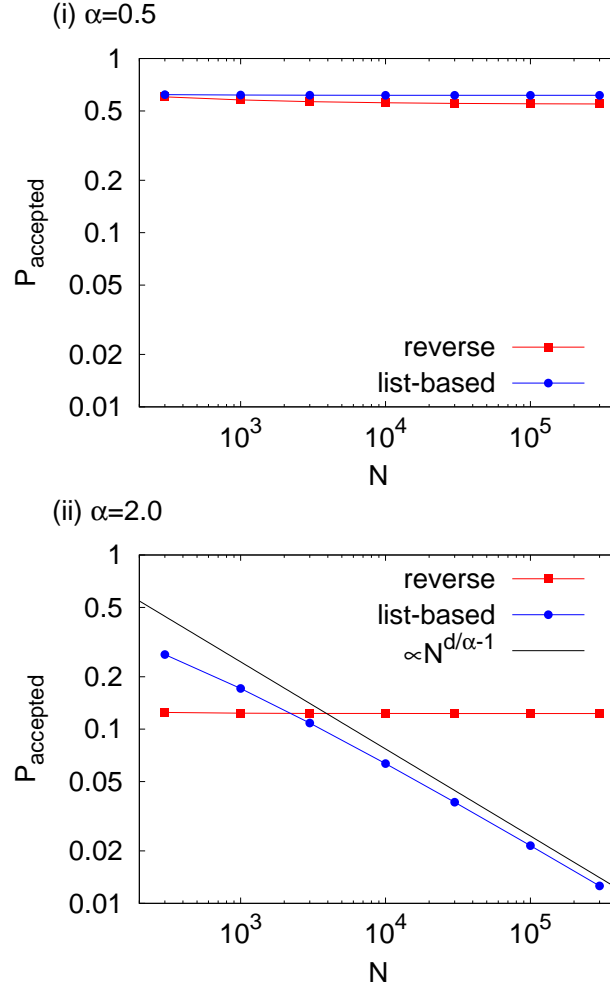 (i) α=0.5
1
0.5
0.2
0.1
0.05
0.02
0.01
P_accepted
reverse
list-based
10^3 10^4 10^5
N
(ii) α=2.0
1
0.5
0.2
0.1
0.05
0.02
0.01
P_accepted
reverse
list-based
∝N^{d/α-1}
10^3 10^4 10^5
N